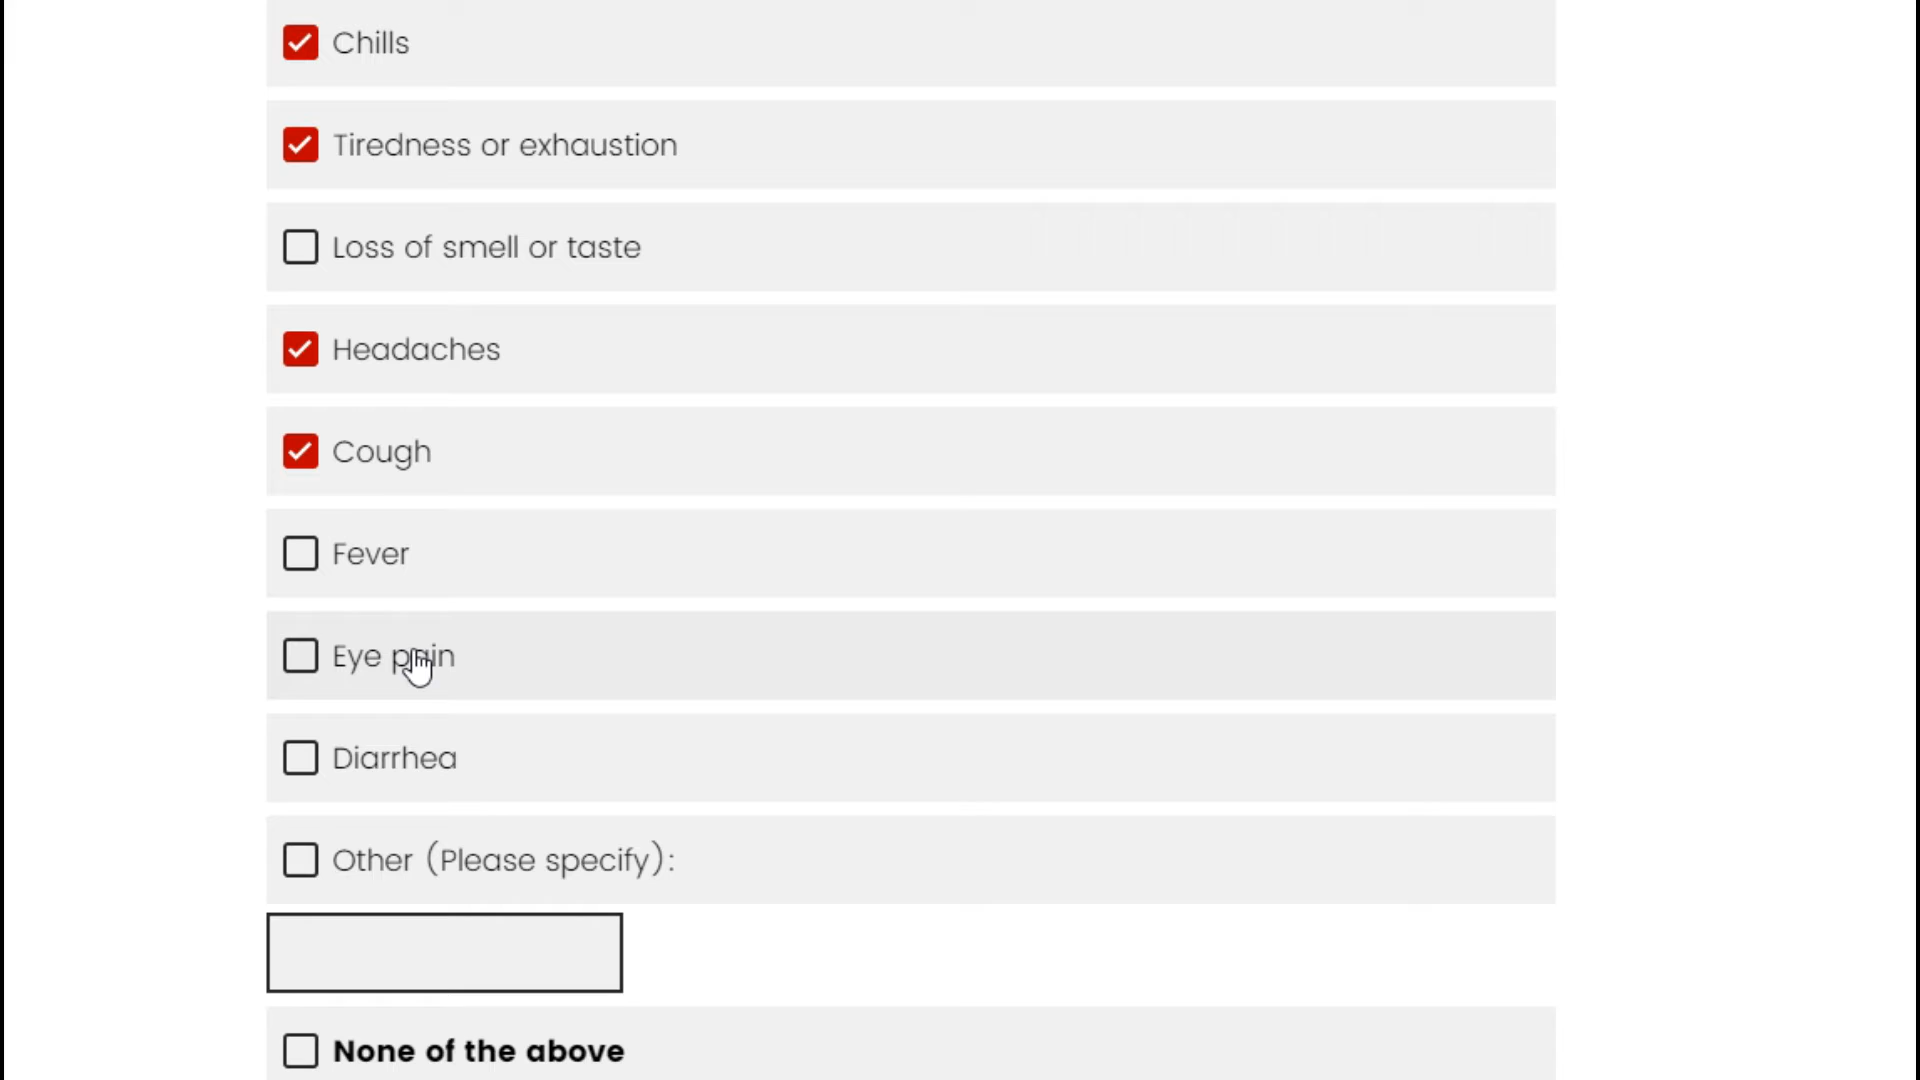 Chills
Tiredness or exhaustion
Loss of smell or taste
Headaches
Cough
Fever
Eye pain
Diarrhea
Other (Please specify):
None of the above